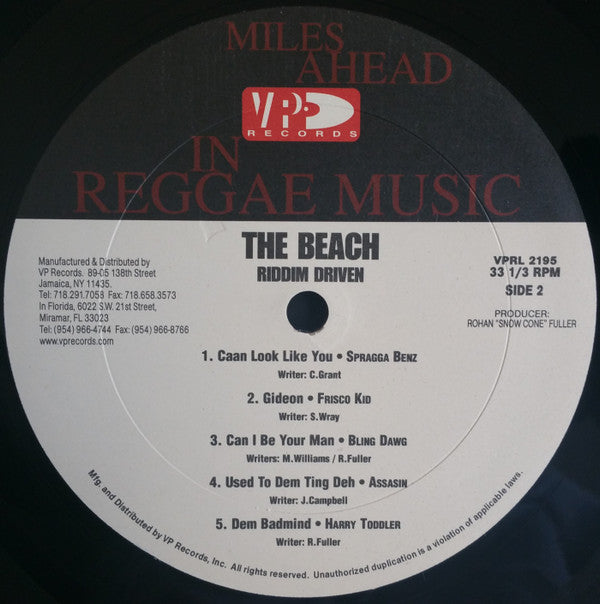 MILES
AHEAD
VP
RECORDS
IN
REGGAE MUSIC
THE BEACH
RIDDIM DRIVEN
Manufactured & Distributed by
VP Records. 89-05 138th Street
Jamaica, NY 11435.
Tel: 718.291.7058 Fax: 718.658.3573
In Florida, 6022 S.W. 21st Street,
Miramar, FL 33023
Tel: (954) 966-4744 Fax: (954) 966-8766
www.vprecords.com
VPRL 2195
33 1/3 RPM
SIDE 2
PRODUCER:
ROHAN "SNOW CONE" FULLER
1. Caan Look Like You • SPRAGGA BENZ
Writer: C.Grant
2. Gideon • FRISCO KID
Writer: S.Wray
3. Can I Be Your Man • BLING DAWG
Writers: M.Williams / R.Fuller
4. Used To Dem Ting Deh • ASSASIN
Writer: J.Campbell
5. Dem Badmind • HARRY TODDLER
Writer: R.Fuller
Mfg. and Distributed by VP Records, Inc. All rights reserved. Unauthorized duplication is a violation of applicable laws.